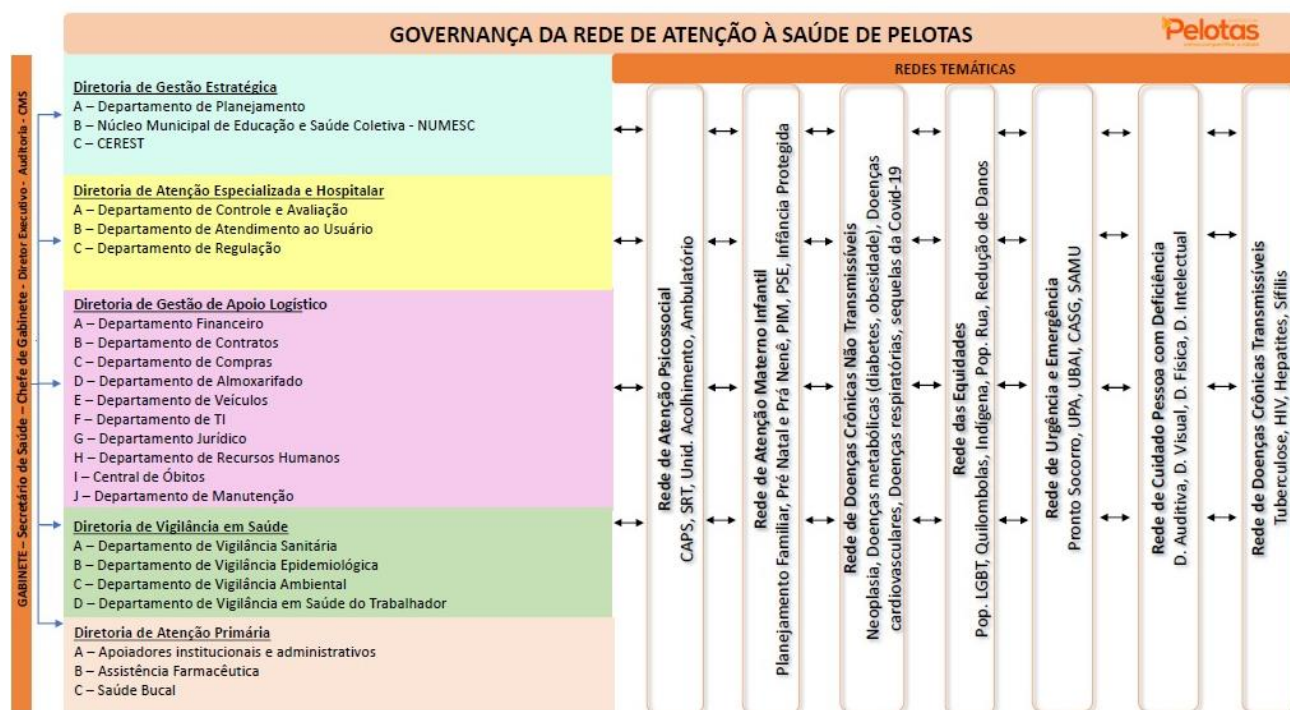 GOVERNANÇA DA REDE DE ATENÇÃO À SAÚDE DE PELOTAS
Pelotas
GABINETE – Secretário de Saúde – Chefe de Gabinete - Diretor Executivo - Auditoria - CMS
Diretoria de Gestão Estratégica
A – Departamento de Planejamento
B – Núcleo Municipal de Educação e Saúde Coletiva - NUMESC
C – CEREST
Diretoria de Atenção Especializada e Hospitalar
A – Departamento de Controle e Avaliação
B – Departamento de Atendimento ao Usuário
C – Departamento de Regulação
Diretoria de Gestão de Apoio Logístico
A – Departamento Financeiro
B – Departamento de Contratos
C – Departamento de Compras
D – Departamento de Almoxarifado
E – Departamento de Veículos
F – Departamento de TI
G – Departamento Jurídico
H – Departamento de Recursos Humanos
I – Central de Óbitos
J – Departamento de Manutenção
Diretoria de Vigilância em Saúde
A – Departamento de Vigilância Sanitária
B – Departamento de Vigilância Epidemiológica
C – Departamento de Vigilância Ambiental
D – Departamento de Vigilância em Saúde do Trabalhador
Diretoria de Atenção Primária
A – Apoiadores institucionais e administrativos
B – Assistência Farmacêutica
C – Saúde Bucal
REDES TEMÁTICAS
Rede de Atenção Psicossocial
CAPS, SRT, Unid. Acolhimento, Ambulatório
Rede de Atenção Materno Infantil
Planejamento Familiar, Pré Natal e Prá Nenê, PIM, PSE, Infância Protegida
Rede de Doenças Crônicas Não Transmissíveis
Neoplasia, Doenças metabólicas (diabetes, obesidade), Doenças
cardiovasculares, Doenças respiratórias, sequelas da Covid-19
Rede das Equidades
Pop. LGBT, Quilombolas, Indígena, Pop. Rua, Redução de Danos
Rede de Urgência e Emergência
Pronto Socorro, UPA, UBAI, CASG, SAMU
Rede de Cuidado Pessoa com Deficiência
D. Auditiva, D. Visual, D. Física, D. Intelectual
Rede de Doenças Crônicas Transmissíveis
Tuberculose, HIV, Hepatites, Sífilis